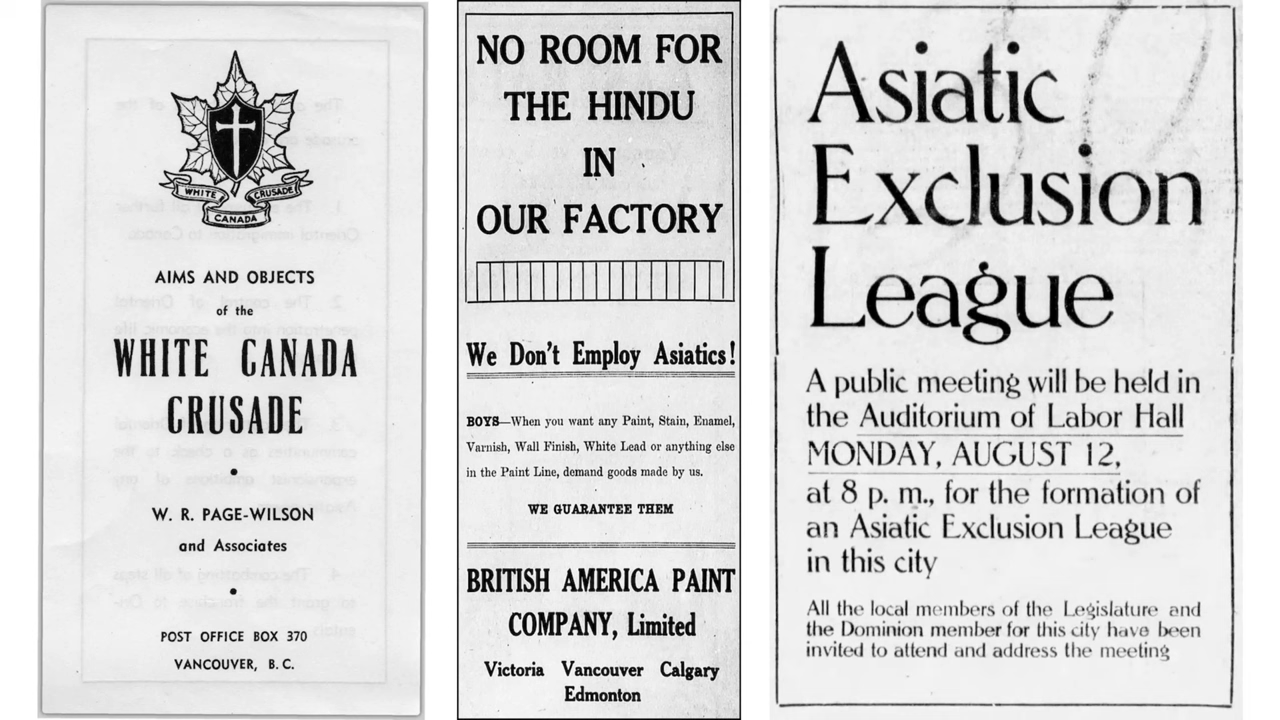 WHITE CRUSADE
CANADA
AIMS AND OBJECTS
of the
WHITE CANADA
CRUSADE
W. R. PAGE-WILSON
and Associates
POST OFFICE BOX 370
VANCOUVER, B. C.
NO ROOM FOR
THE HINDU
IN
OUR FACTORY
We Don't Employ Asiatics!
BOYS—When you want any Paint, Stain, Enamel,
Varnish, Wall Finish, White Lead or anything else
in the Paint Line, demand goods made by us.
WE GUARANTEE THEM
BRITISH AMERICA PAINT
COMPANY, Limited
Victoria Vancouver Calgary
Edmonton
Asiatic
Exclusion
League
A public meeting will be held in
the Auditorium of Labor Hall
MONDAY, AUGUST 12,
at 8 p. m., for the formation of
an Asiatic Exclusion League
in this city
All the local members of the Legislature and
the Dominion member for this city have been
invited to attend and address the meeting